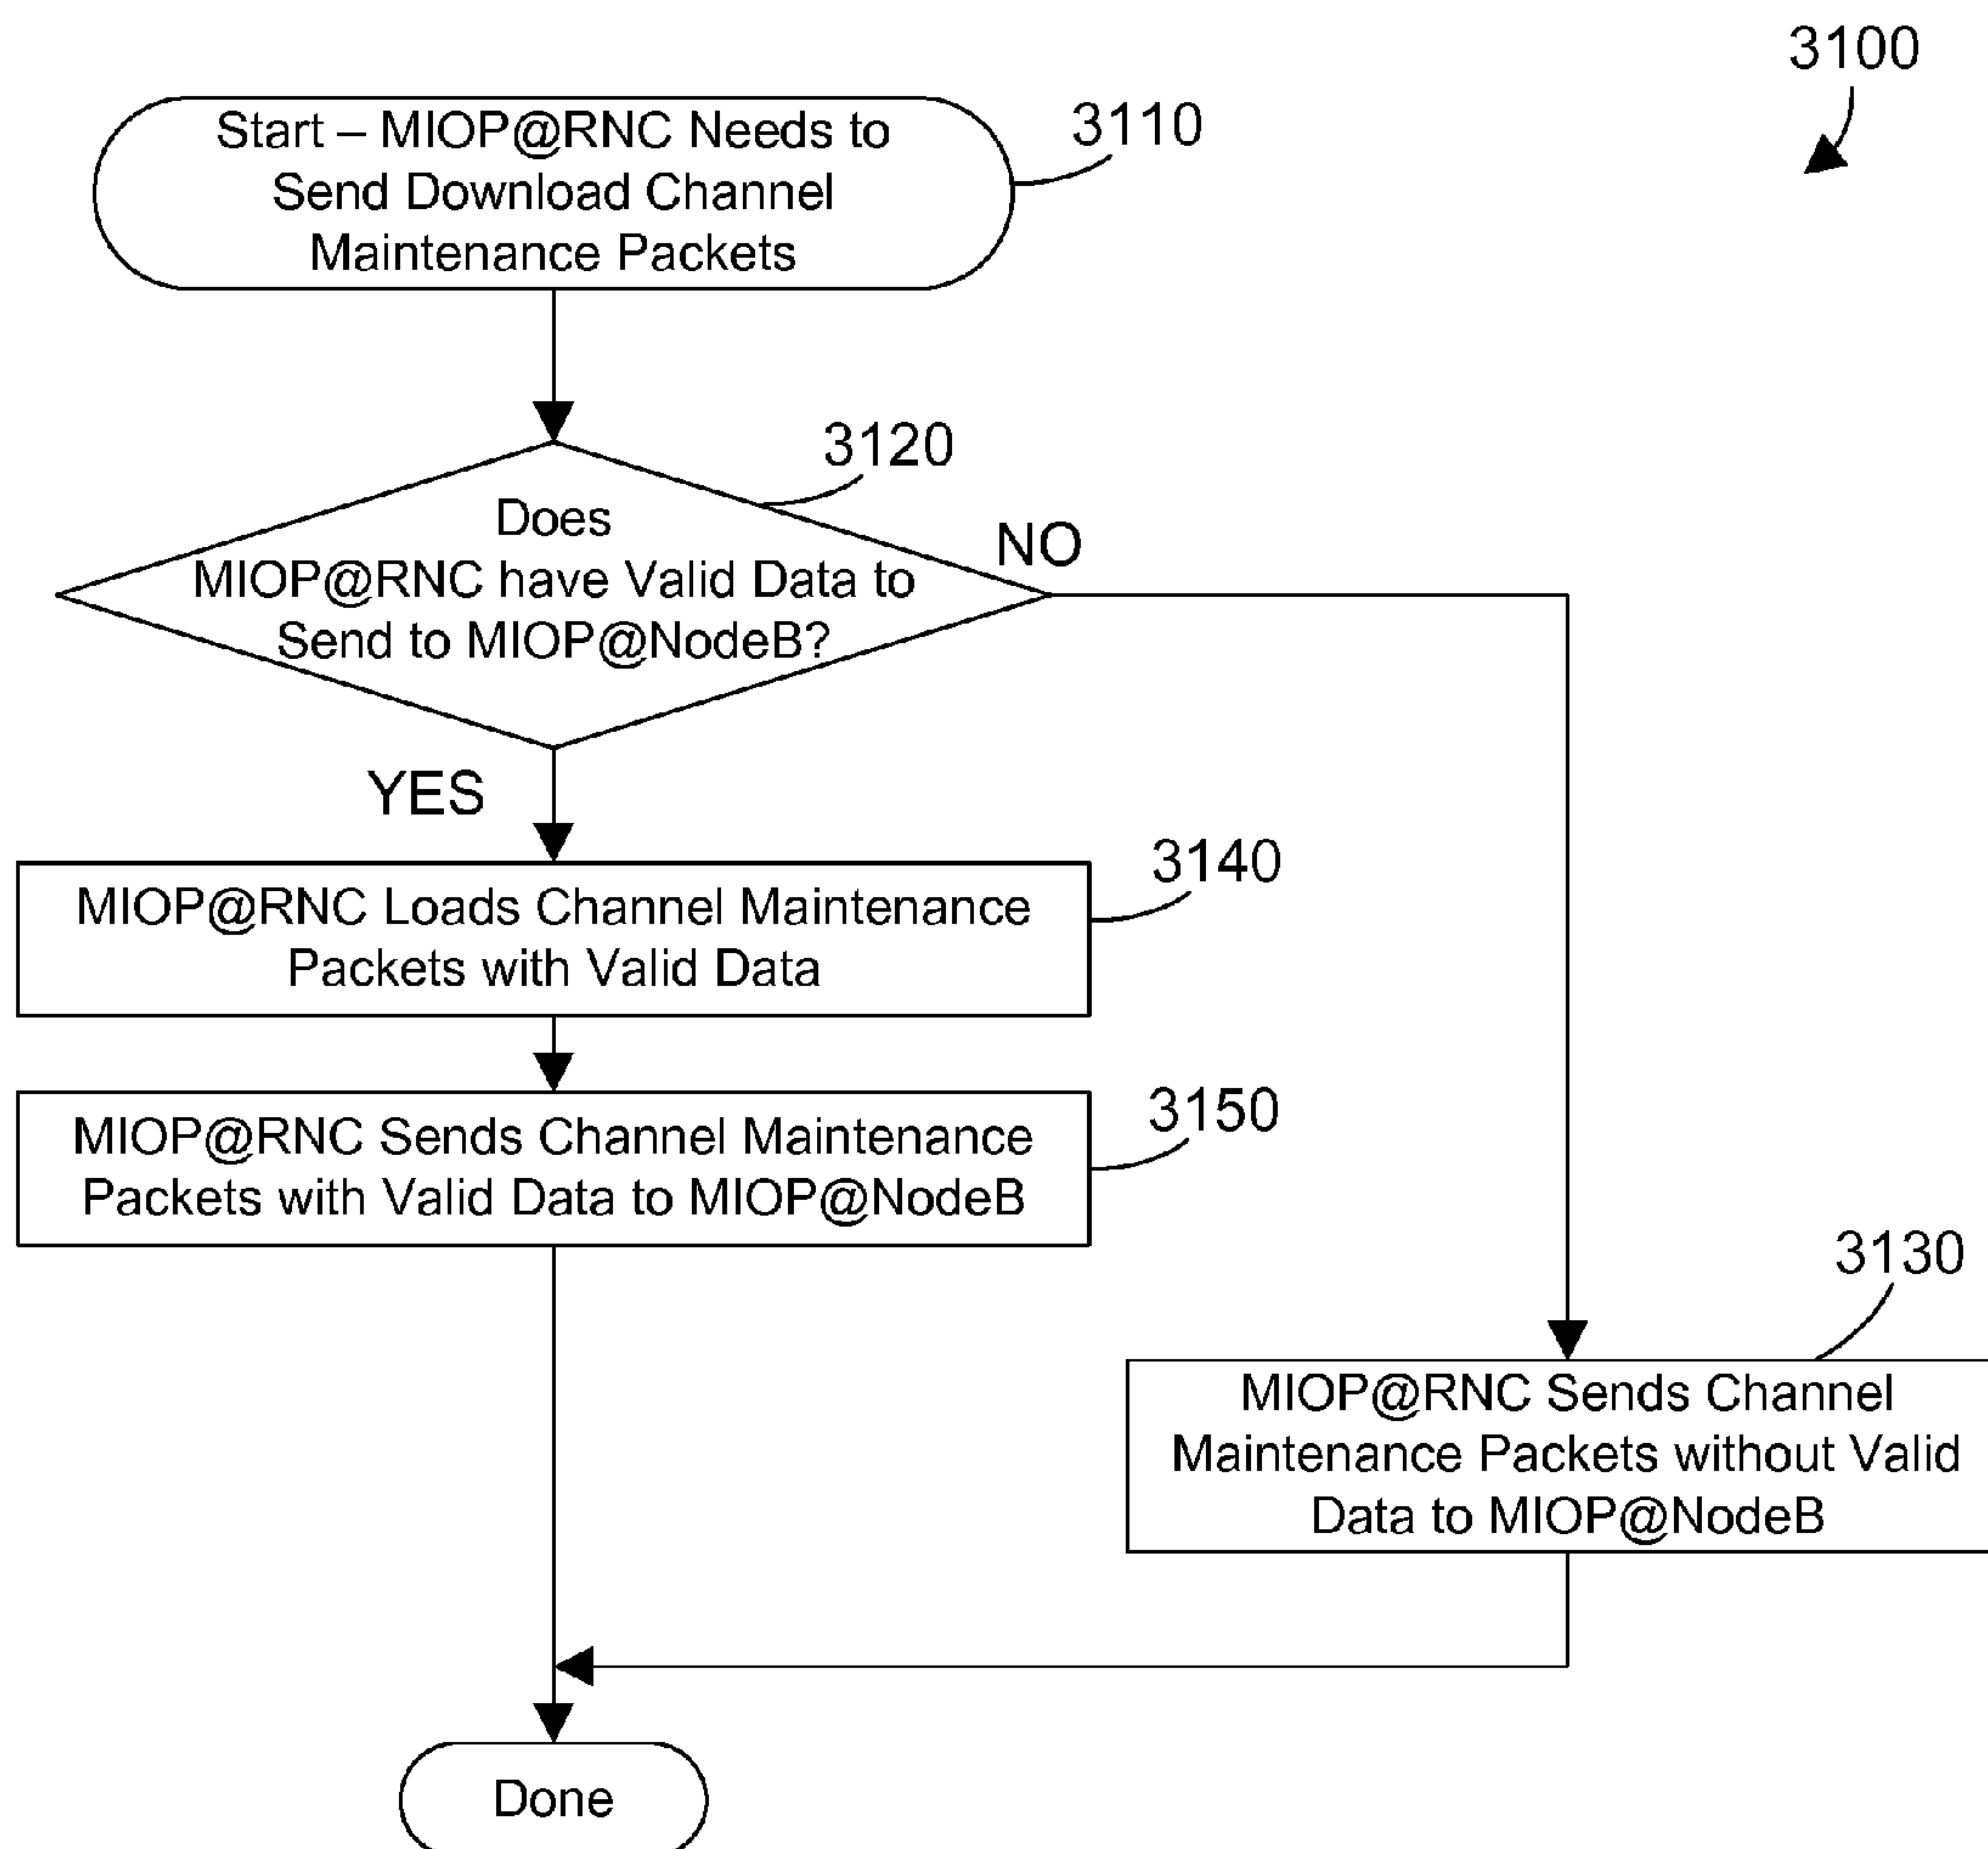 3100
Start – MIOP@RNC Needs to
Send Download Channel
Maintenance Packets
3110
3120
Does
MIOP@RNC have Valid Data to
Send to MIOP@NodeB?
NO
YES
3140
MIOP@RNC Loads Channel Maintenance
Packets with Valid Data
3150
MIOP@RNC Sends Channel Maintenance
Packets with Valid Data to MIOP@NodeB
3130
MIOP@RNC Sends Channel
Maintenance Packets without Valid
Data to MIOP@NodeB
Done